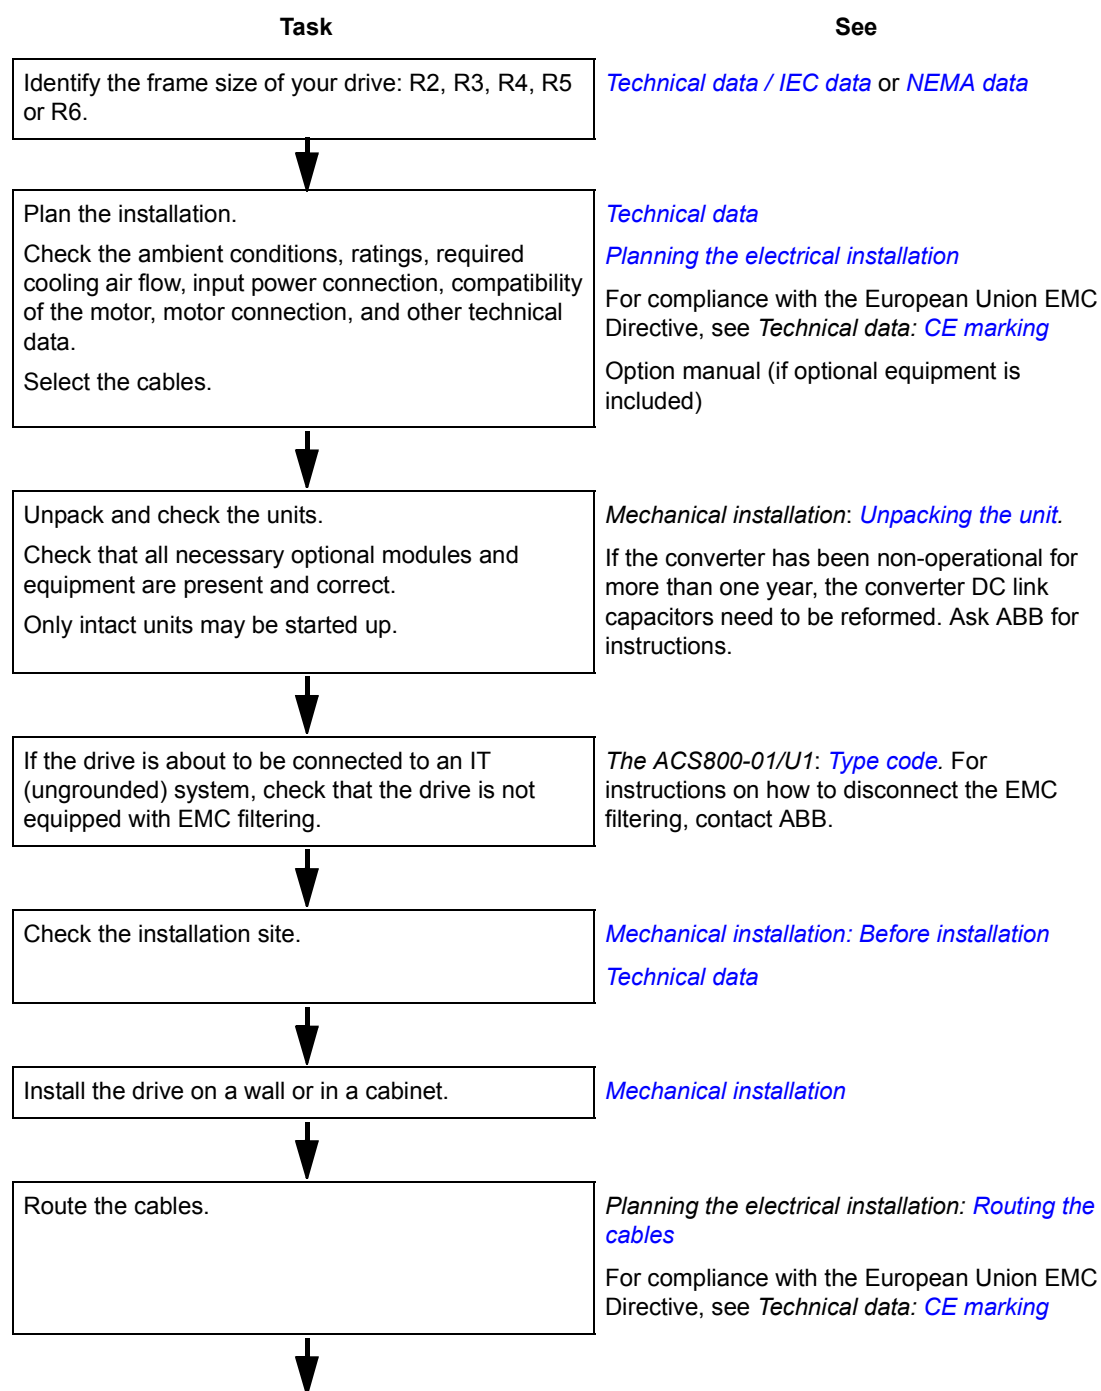 Task
See
Identify the frame size of your drive: R2, R3, R4, R5
or R6.
Technical data / IEC data or NEMA data
Plan the installation.
Check the ambient conditions, ratings, required
cooling air flow, input power connection, compatibility
of the motor, motor connection, and other technical
data.
Select the cables.
Technical data
Planning the electrical installation
For compliance with the European Union EMC
Directive, see Technical data: CE marking
Option manual (if optional equipment is
included)
Unpack and check the units.
Check that all necessary optional modules and
equipment are present and correct.
Only intact units may be started up.
Mechanical installation: Unpacking the unit.
If the converter has been non-operational for
more than one year, the converter DC link
capacitors need to be reformed. Ask ABB for
instructions.
If the drive is about to be connected to an IT
(ungrounded) system, check that the drive is not
equipped with EMC filtering.
The ACS800-01/U1: Type code. For
instructions on how to disconnect the EMC
filtering, contact ABB.
Check the installation site.
Mechanical installation: Before installation
Technical data
Install the drive on a wall or in a cabinet.
Mechanical installation
Route the cables.
Planning the electrical installation: Routing the
cables
For compliance with the European Union EMC
Directive, see Technical data: CE marking